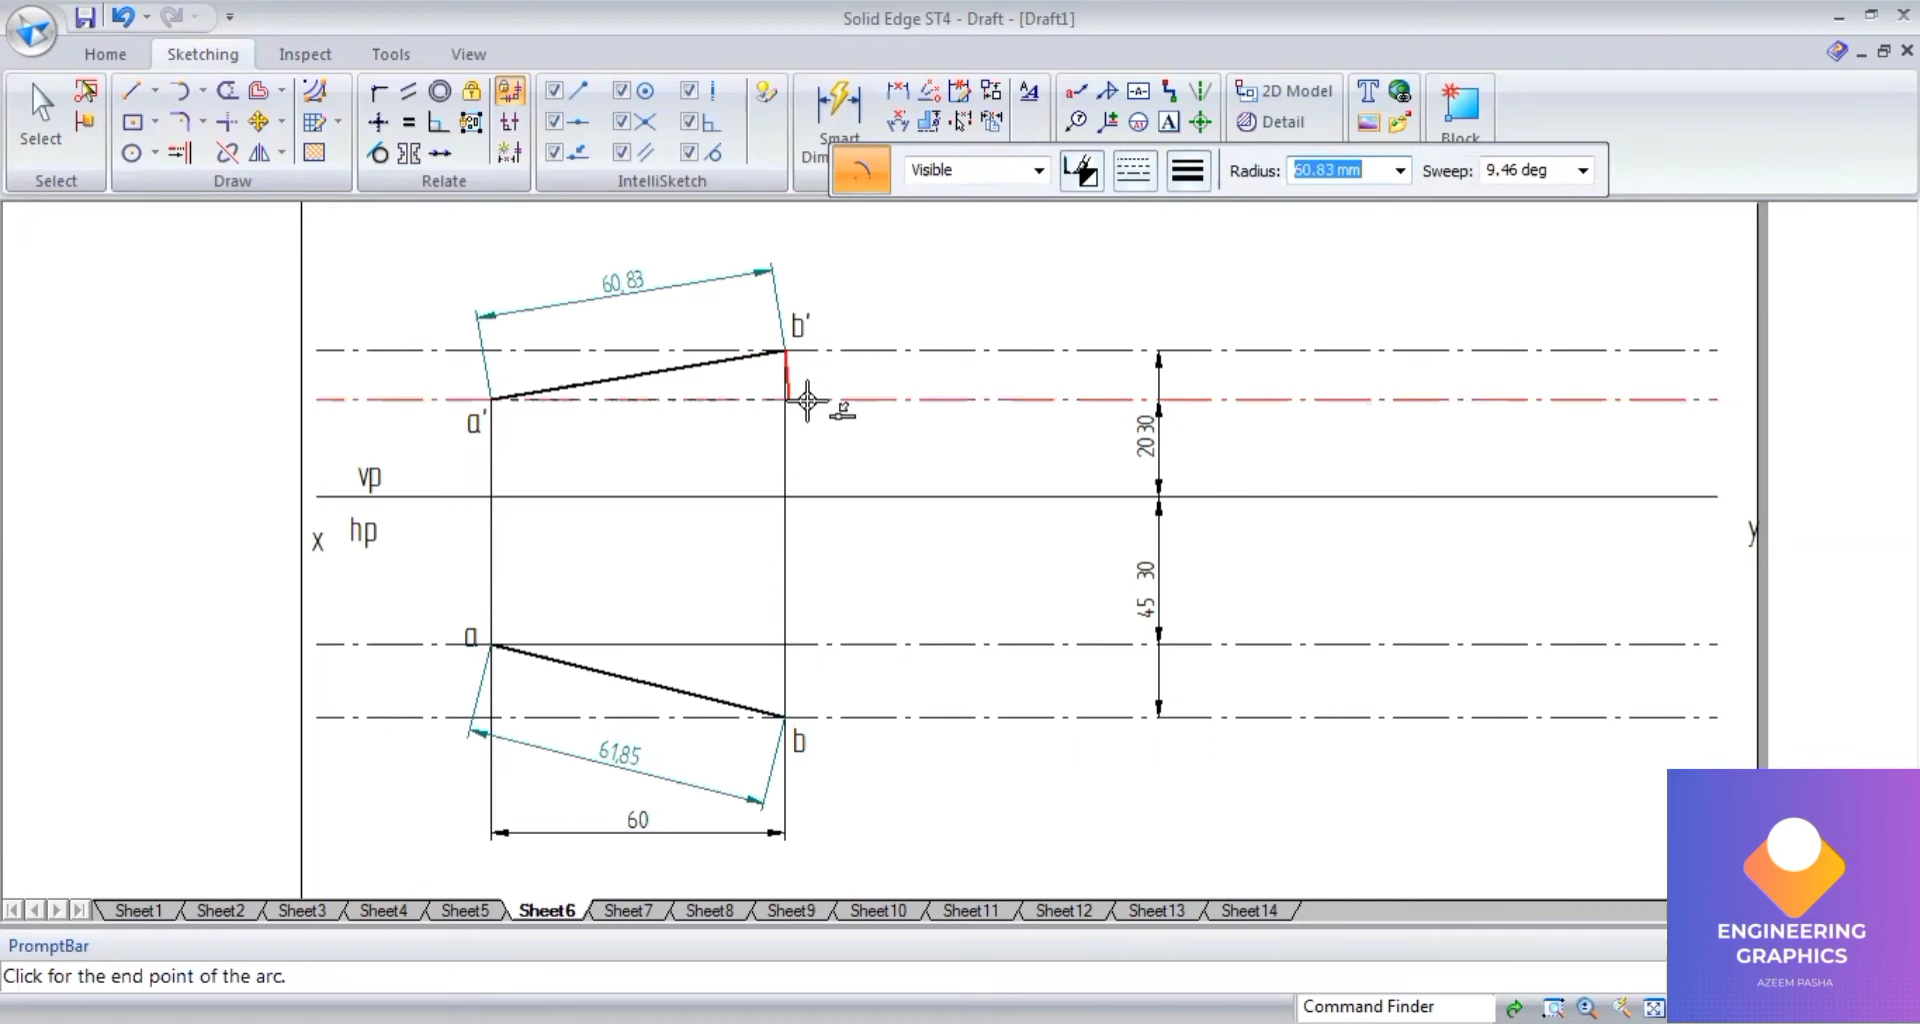 Solid Edge ST4 - Draft - [Draft1]
Home Sketching Inspect Tools View
2D Model
Select Smart Detail Block
Select Draw Relate IntelliSketch Dim
Visible Radius: 60.83 mm Sweep: 9.46 deg
60,83
b'
a'
20 30
vp
x hp y
45 30
a
b
61,85
60
Sheet1 Sheet2 Sheet3 Sheet4 Sheet5 Sheet6 Sheet7 Sheet8 Sheet9 Sheet10 Sheet11 Sheet12 Sheet13 Sheet14
PromptBar
Click for the end point of the arc.
Command Finder
ENGINEERING
GRAPHICS
AZEEM PASHA